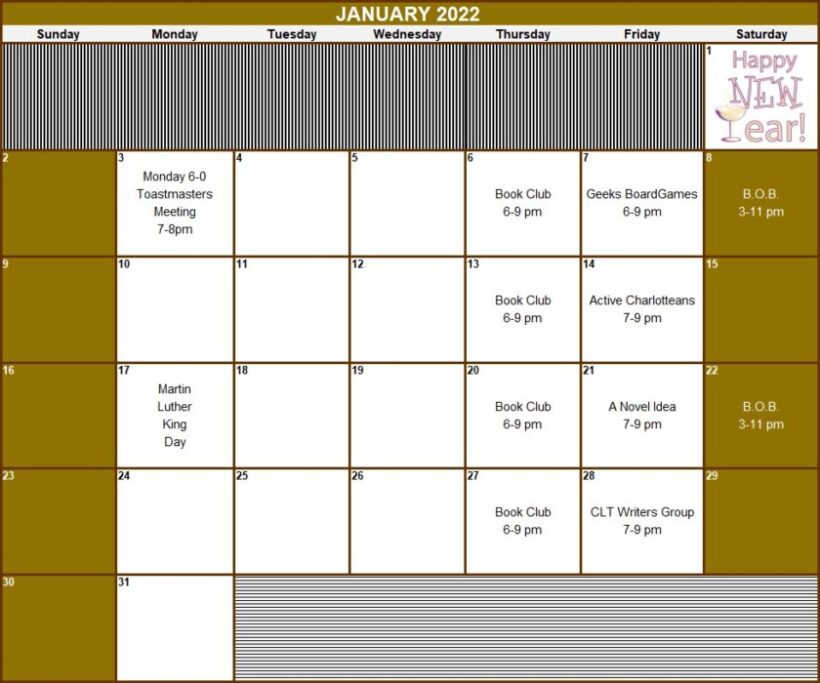 JANUARY 2022
Sunday Monday Tuesday Wednesday Thursday Friday Saturday
1
Happy
NEW
Year!
2
3
Monday 6-0
Toastmasters
Meeting
7-8pm
4
5
6
Book Club
6-9 pm
7
Geeks BoardGames
6-9 pm
8
B.O.B.
3-11 pm
9
10
11
12
13
Book Club
6-9 pm
14
Active Charlotteans
7-9 pm
15
16
17
Martin
Luther
King
Day
18
19
20
Book Club
6-9 pm
21
A Novel Idea
7-9 pm
22
B.O.B.
3-11 pm
23
24
25
26
27
Book Club
6-9 pm
28
CLT Writers Group
7-9 pm
29
30
31